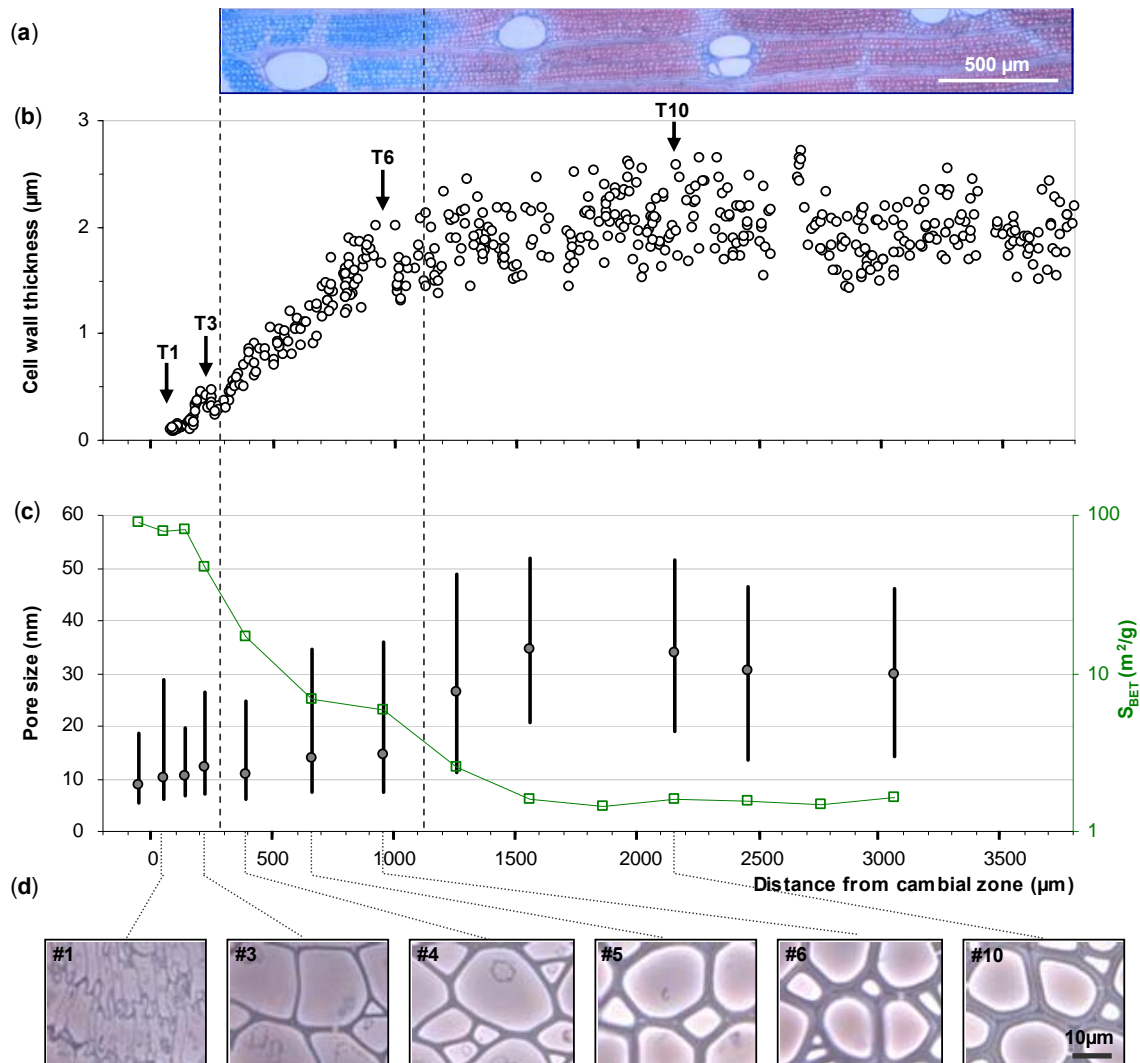 (a)
500 µm
(b)
3
2
1
0
Cell wall thickness (µm)
T1
T3
T6
T10
(c)
60
50
40
30
20
10
0
Pore size (nm)
100
10
1
S_BET (m²/g)
0 500 1000 1500 2000 2500 3000 3500
Distance from cambial zone (µm)
(d)
#1 #3 #4 #5 #6 #10
10µm